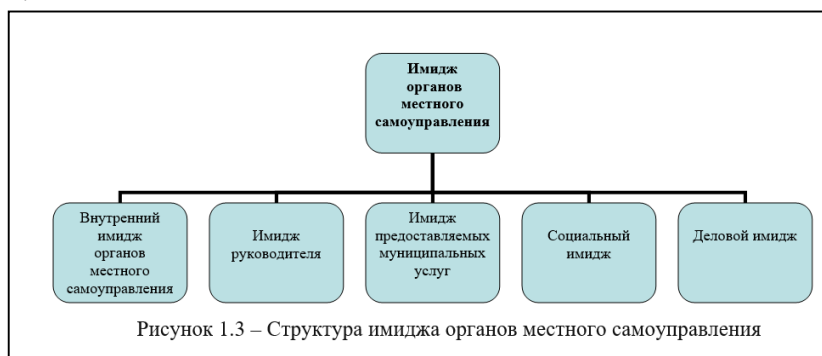 Имидж
органов
местного
самоуправления
Внутренний
имидж
органов
местного
самоуправления
Имидж
руководителя
Имидж
предоставляемых
муниципальных
услуг
Социальный
имидж
Деловой имидж
Рисунок 1.3 – Структура имиджа органов местного самоуправления